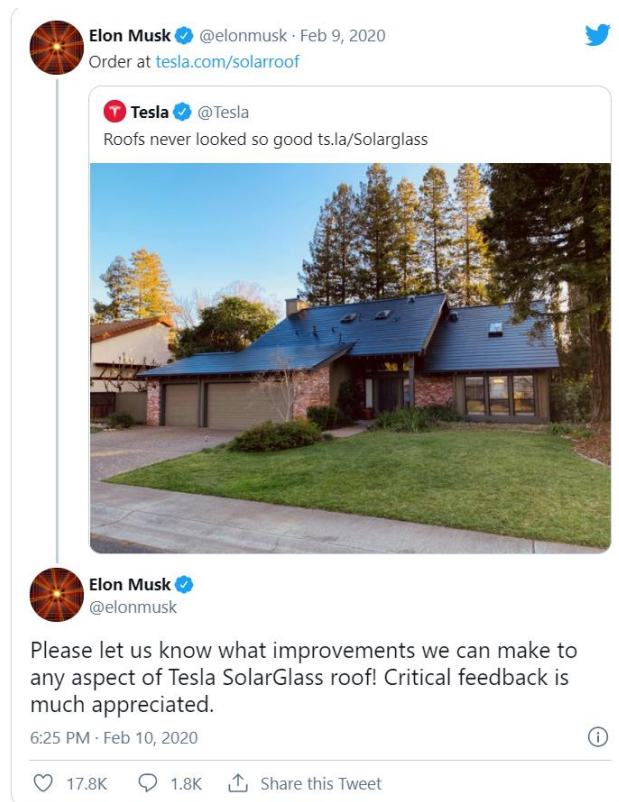 Elon Musk @elonmusk · Feb 9, 2020
Order at tesla.com/solarroof
Tesla @Tesla
Roofs never looked so good ts.la/Solarglass
Elon Musk
@elonmusk
Please let us know what improvements we can make to
any aspect of Tesla SolarGlass roof! Critical feedback is
much appreciated.
6:25 PM · Feb 10, 2020
17.8K 1.8K Share this Tweet